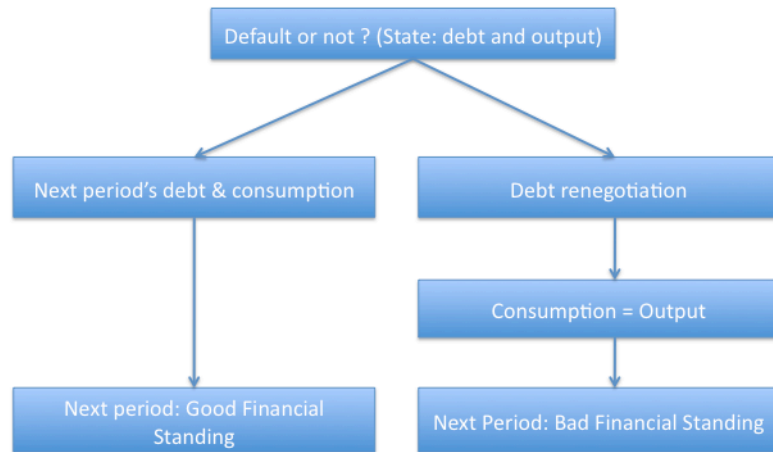 Default or not ? (State: debt and output)
Next period's debt & consumption
Debt renegotiation
Consumption = Output
Next period: Good Financial
Standing
Next Period: Bad Financial Standing